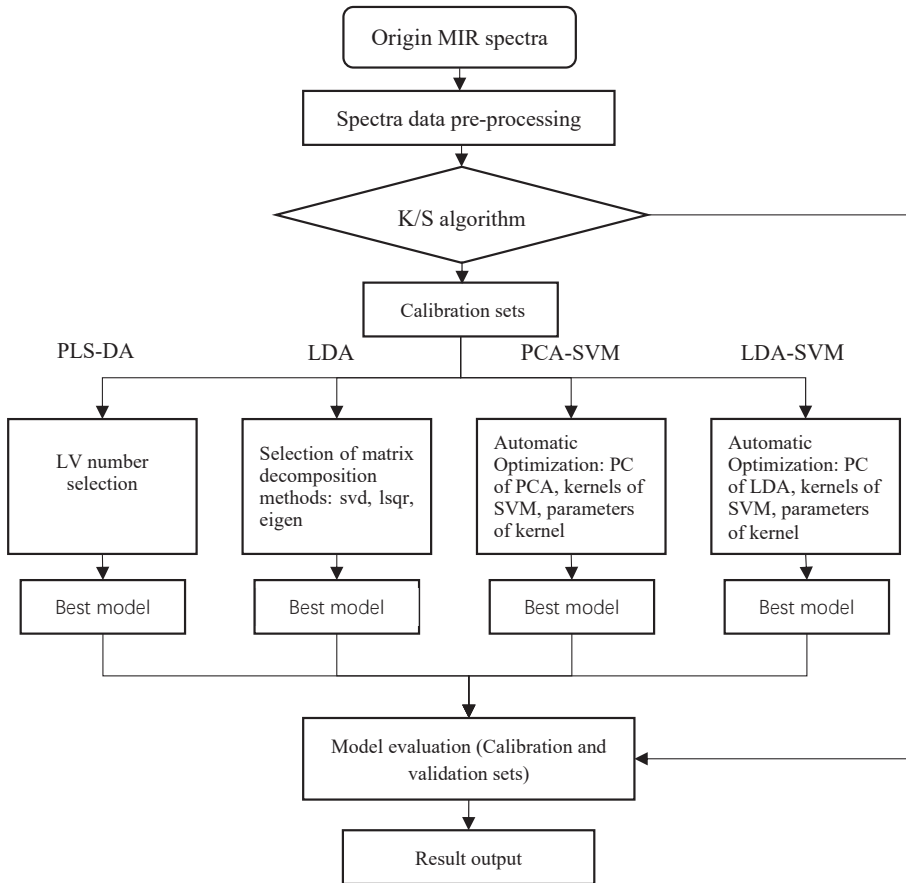 Origin MIR spectra
Spectra data pre-processing
K/S algorithm
Calibration sets
PLS-DA
LDA
PCA-SVM
LDA-SVM
LV number
selection
Selection of matrix
decomposition
methods: svd, lsqr,
eigen
Automatic
Optimization: PC
of PCA, kernels of
SVM, parameters
of kernel
Automatic
Optimization: PC
of LDA, kernels of
SVM, parameters
of kernel
Best model
Best model
Best model
Best model
Model evaluation (Calibration and
validation sets)
Result output